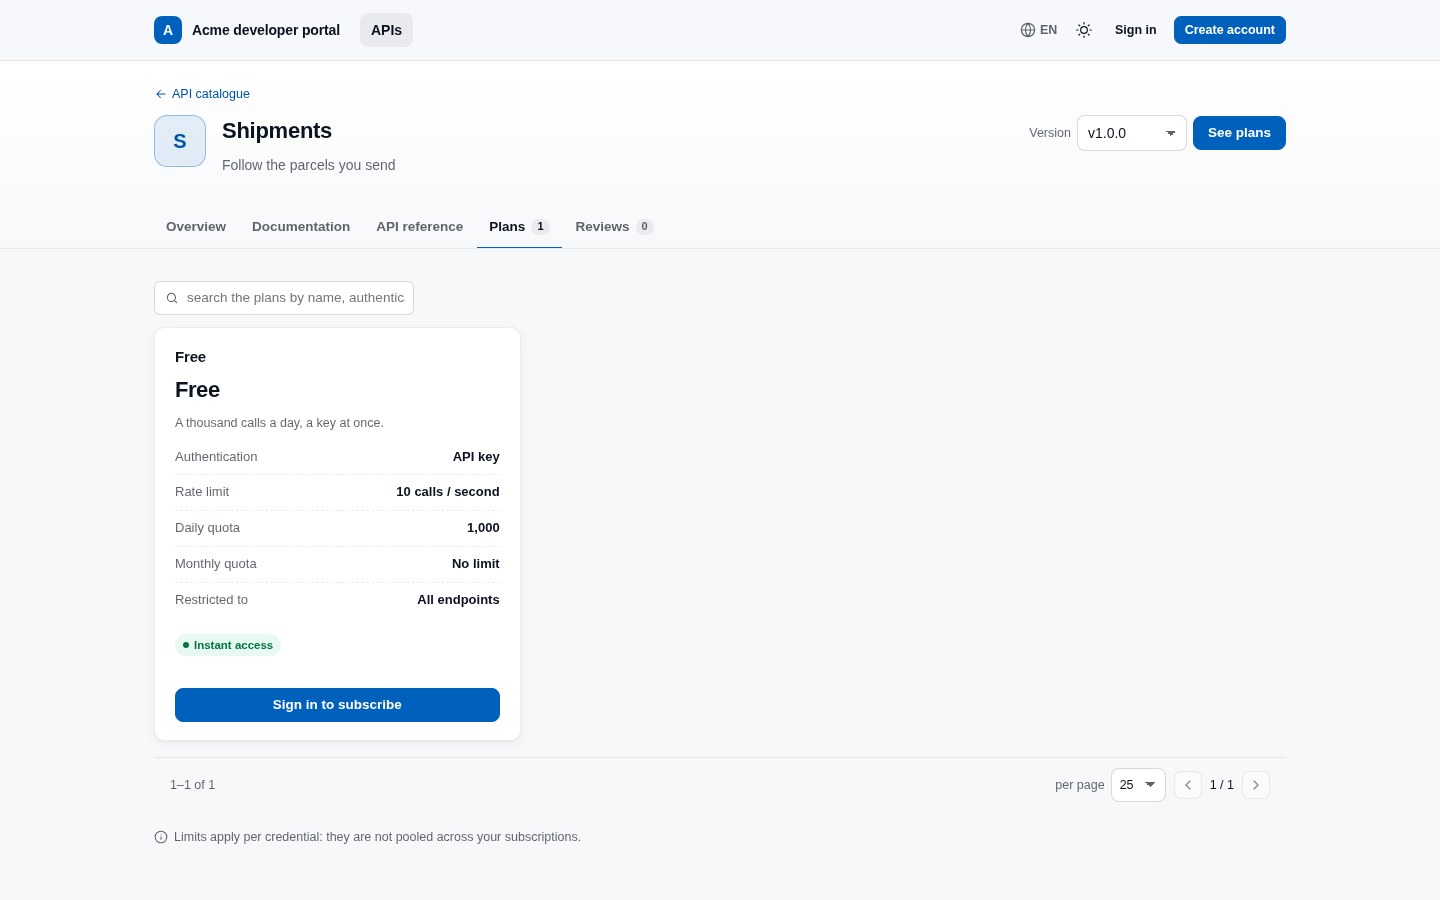 A Acme developer portal APIs EN Sign in Create account
API catalogue
S Shipments Version v1.0.0 See plans
Follow the parcels you send
Overview Documentation API reference Plans 1 Reviews 0
search the plans by name, authentic
Free
Free
A thousand calls a day, a key at once.
Authentication API key
Rate limit 10 calls / second
Daily quota 1,000
Monthly quota No limit
Restricted to All endpoints
Instant access
Sign in to subscribe
1–1 of 1 per page 25 1 / 1
Limits apply per credential: they are not pooled across your subscriptions.